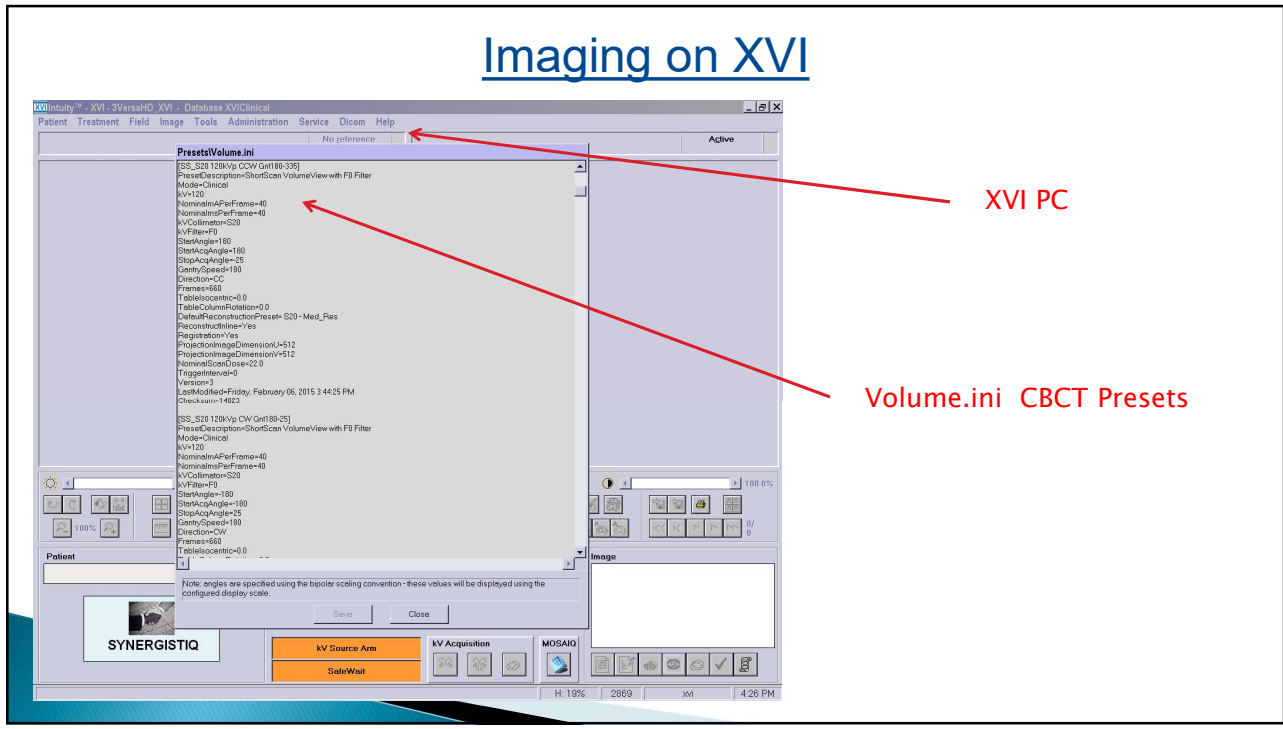 Imaging on XVI
XVI Intuity™ - XVI - 3VersaHD_XVI - Database XVIClinical
Patient Treatment Field Image Tools Administration Service Dicom Help
No reference
Active
Presets\Volume.ini
[SS_S20 120kVp CCW Gnt180-335]
PresetDescription=ShortScan VolumeView with F0 Filter
Mode=Clinical
kV=120
NominalmAPerFrame=40
NominalmsPerFrame=40
kVCollimator=S20
kVFilter=F0
StartAngle=180
StartAcqAngle=180
StopAcqAngle=-25
GantrySpeed=180
Direction=CC
Frames=660
TableIsocentric=0.0
TableColumnRotation=0.0
DefaultReconstructionPreset= S20 - Med_Res
ReconstructInline=Yes
Registration=Yes
ProjectionImageDimensionU=512
ProjectionImageDimensionV=512
NominalScanDose=22.0
TriggerInterval=0
Version=3
LastModified=Friday, February 06, 2015 3:44:25 PM
Checksum=14023
[SS_S20 120kVp CW Gnt180-25]
PresetDescription=ShortScan VolumeView with F0 Filter
Mode=Clinical
kV=120
NominalmAPerFrame=40
NominalmsPerFrame=40
kVCollimator=S20
kVFilter=F0
StartAngle=-180
StartAcqAngle=-180
StopAcqAngle=25
GantrySpeed=180
Direction=CW
Frames=660
TableIsocentric=0.0
Note: angles are specified using the bipolar scaling convention - these values will be displayed using the
configured display scale.
Save Close
XVI PC
Volume.ini CBCT Presets
100.0%
100%
0/
0
Patient
Image
SYNERGISTIQ
kV Source Arm
SafeWait
kV Acquisition
MOSAIQ
H: 19% 2869 xvi 4:26 PM